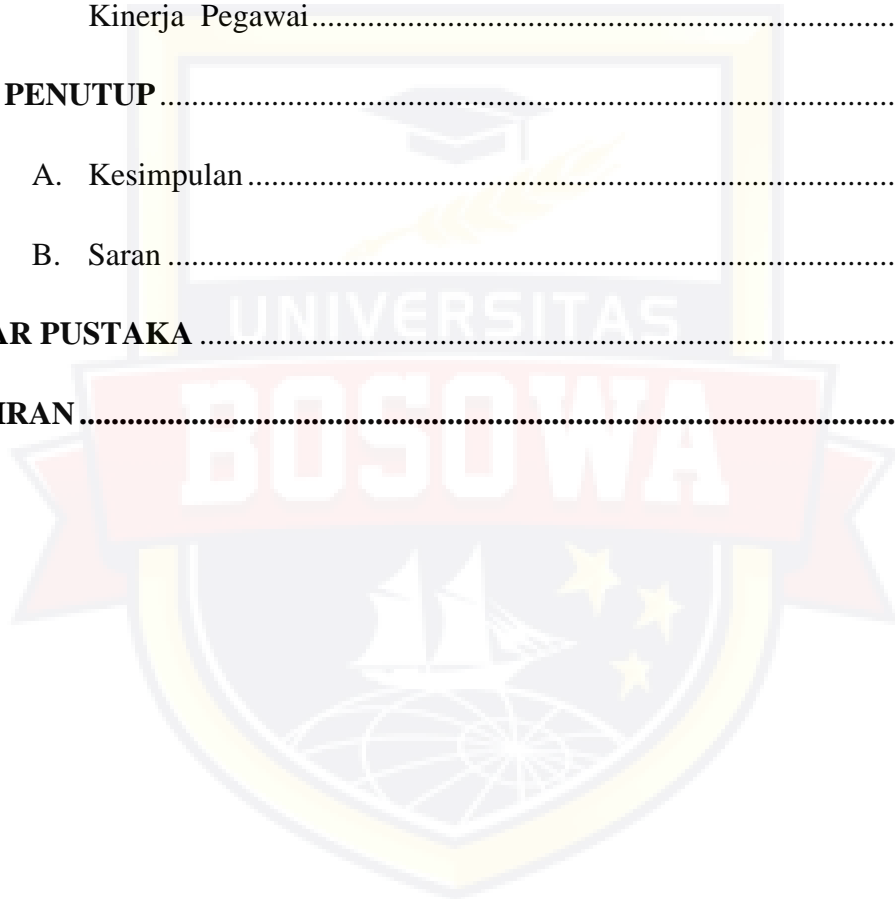 Kinerja Pegawai........................................................................
PENUTUP............................................................................................
A. Kesimpulan.................................................................................
B. Saran...........................................................................................
AR PUSTAKA.......................................................................................
IRAN......................................................................................................
UNIVERSITAS
BOSOWA